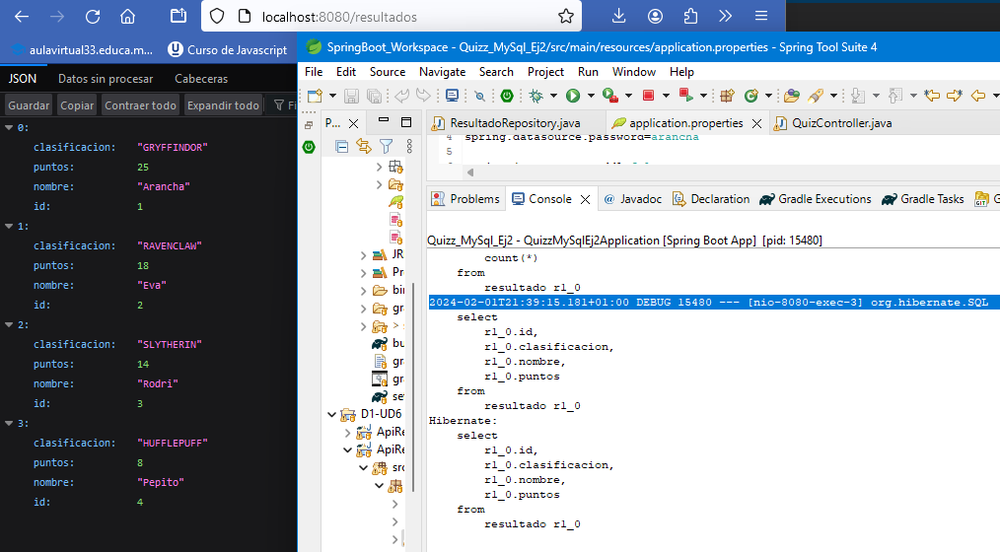 localhost:8080/resultados
aulavirtual33.educa.m...
Curso de Javascript
JSON
Datos sin procesar
Cabeceras
Guardar
Copiar
Contraer todo
Expandir todo
0:
clasificacion: "GRYFFINDOR"
puntos: 25
nombre: "Arancha"
id: 1
1:
clasificacion: "RAVENCLAW"
puntos: 18
nombre: "Eva"
id: 2
2:
clasificacion: "SLYTHERIN"
puntos: 14
nombre: "Rodri"
id: 3
3:
clasificacion: "HUFFLEPUFF"
puntos: 8
nombre: "Pepito"
id: 4
SpringBoot_Workspace - Quizz_MySql_Ej2/src/main/resources/application.properties - Spring Tool Suite 4
File Edit Source Navigate Search Project Run Window Help
P...
JR
Pr
bin
gra
>
bu
gra
gra
set
D1-UD6
ApiRe
ApiRe
src
ResultadoRepository.java
application.properties
QuizController.java
4 spring.datasource.password=arancha
5
Problems
Console
@ Javadoc
Declaration
Gradle Executions
Gradle Tasks
Quizz_MySql_Ej2 - QuizzMySqlEj2Application [Spring Boot App] [pid: 15480]
count(*)
from
resultado r1_0
2024-02-01T21:39:15.181+01:00 DEBUG 15480 --- [nio-8080-exec-3] org.hibernate.SQL
select
r1_0.id,
r1_0.clasificacion,
r1_0.nombre,
r1_0.puntos
from
resultado r1_0
Hibernate:
select
r1_0.id,
r1_0.clasificacion,
r1_0.nombre,
r1_0.puntos
from
resultado r1_0